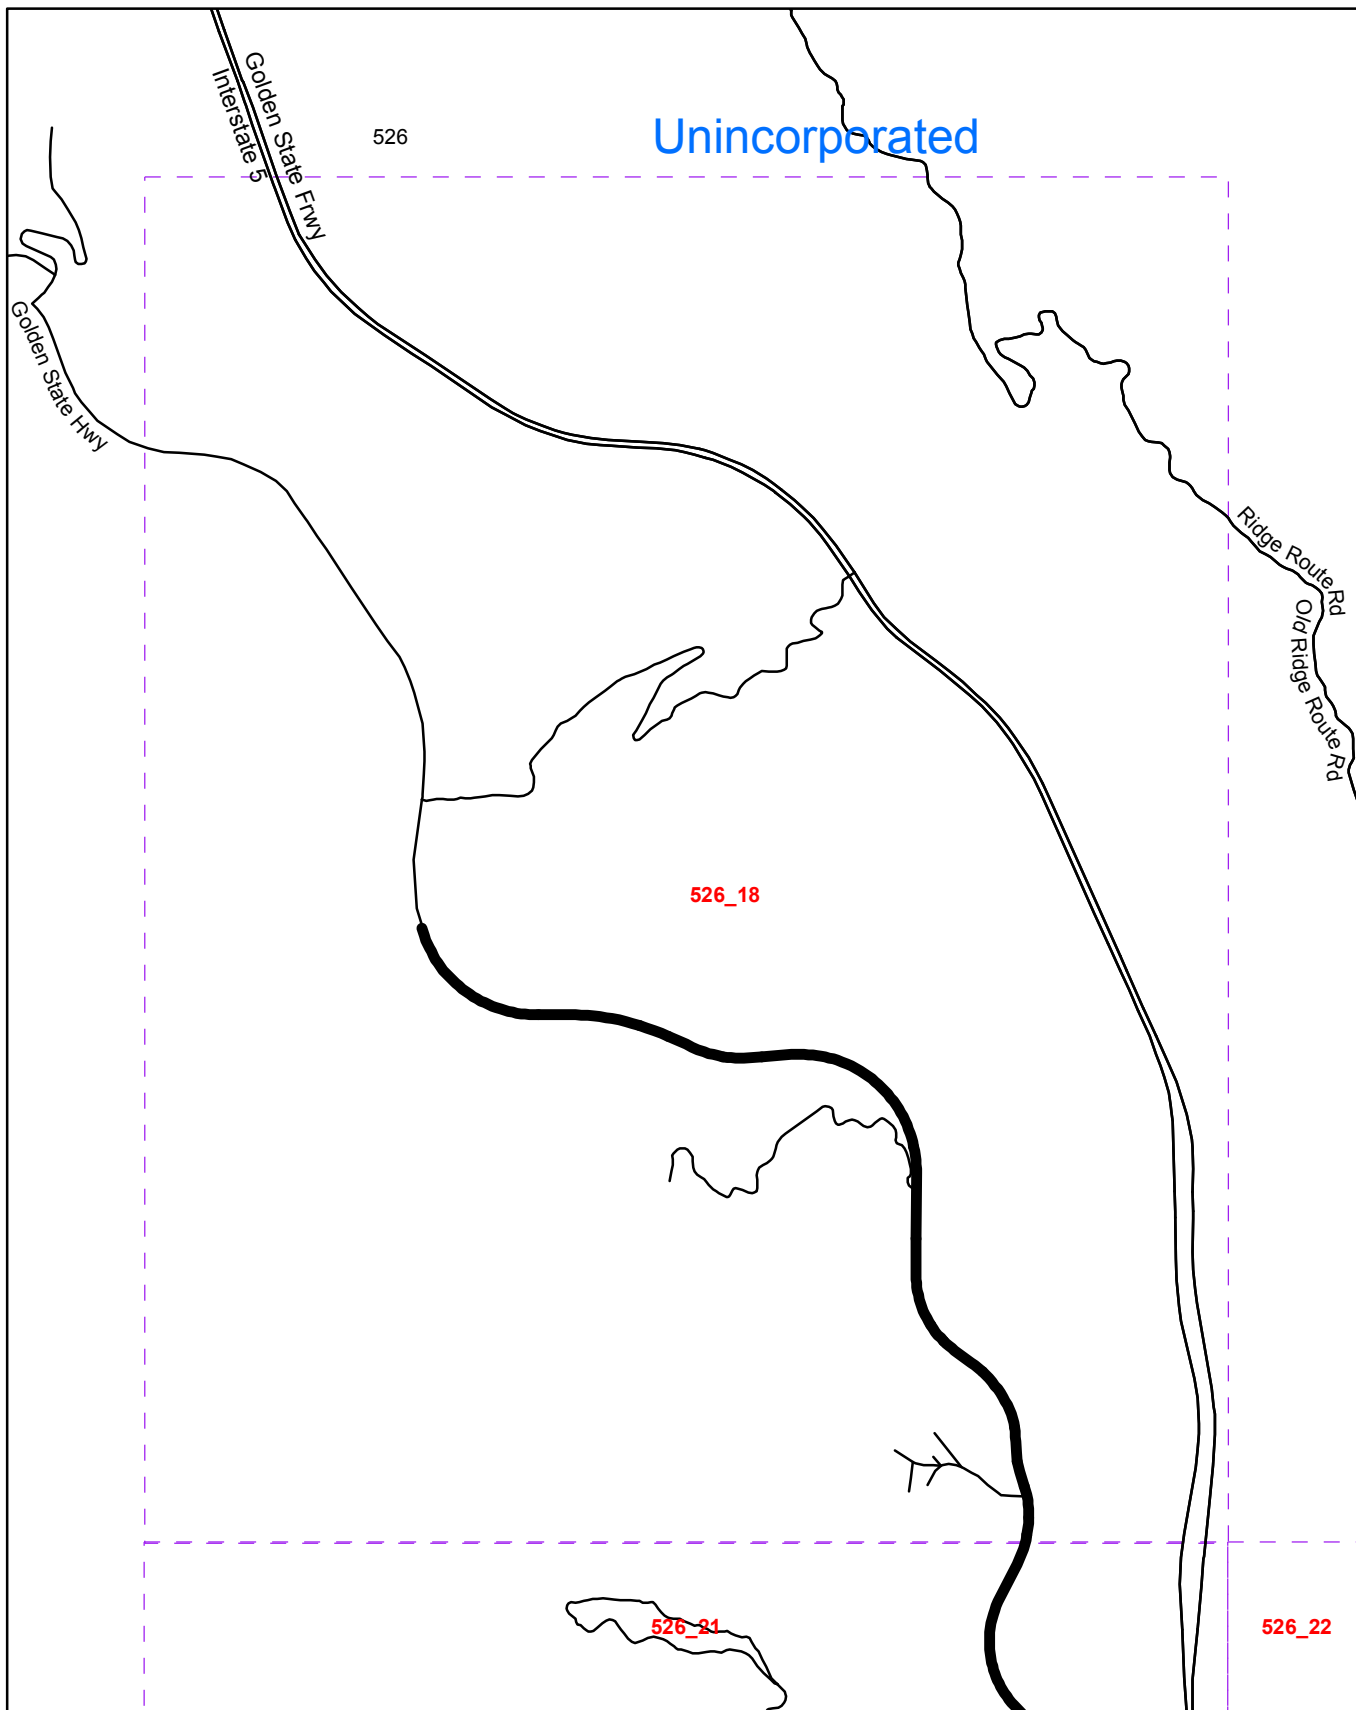 Golden State Frwy
Interstate 5
526
Unincorporated
Golden State Hwy
Ridge Route Rd
Old Ridge Route Rd
526_18
526_21
526_22